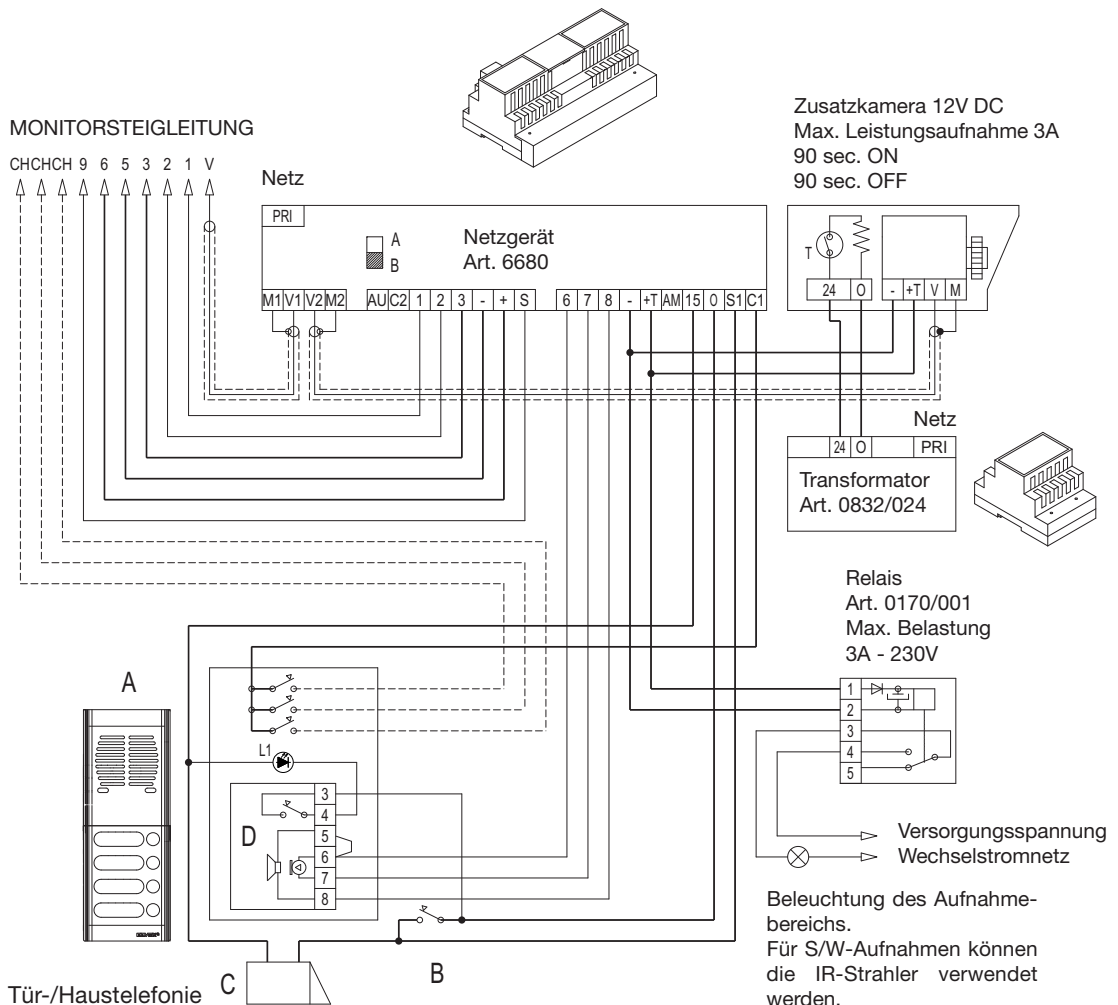 MONITORSTEIGLEITUNG
CH CH CH 9 6 5 3 2 1 V
Netz
PRI
A
B
Netzgerät
Art. 6680
M1 V1 V2 M2 AU C2 1 2 3 - + S 6 7 8 - +T AM 15 0 S1 C1
Zusatzkamera 12V DC
Max. Leistungsaufnahme 3A
90 sec. ON
90 sec. OFF
T
24 O - +T V M
Netz
24 O PRI
Transformator
Art. 0832/024
Relais
Art. 0170/001
Max. Belastung
3A - 230V
1
2
3
4
5
Versorgungsspannung
Wechselstromnetz
Beleuchtung des Aufnahme-
bereichs.
Für S/W-Aufnahmen können
die IR-Strahler verwendet
werden.
A
L1
D
3
4
5
6
7
8
B
C
Tür-/Haustelefonie